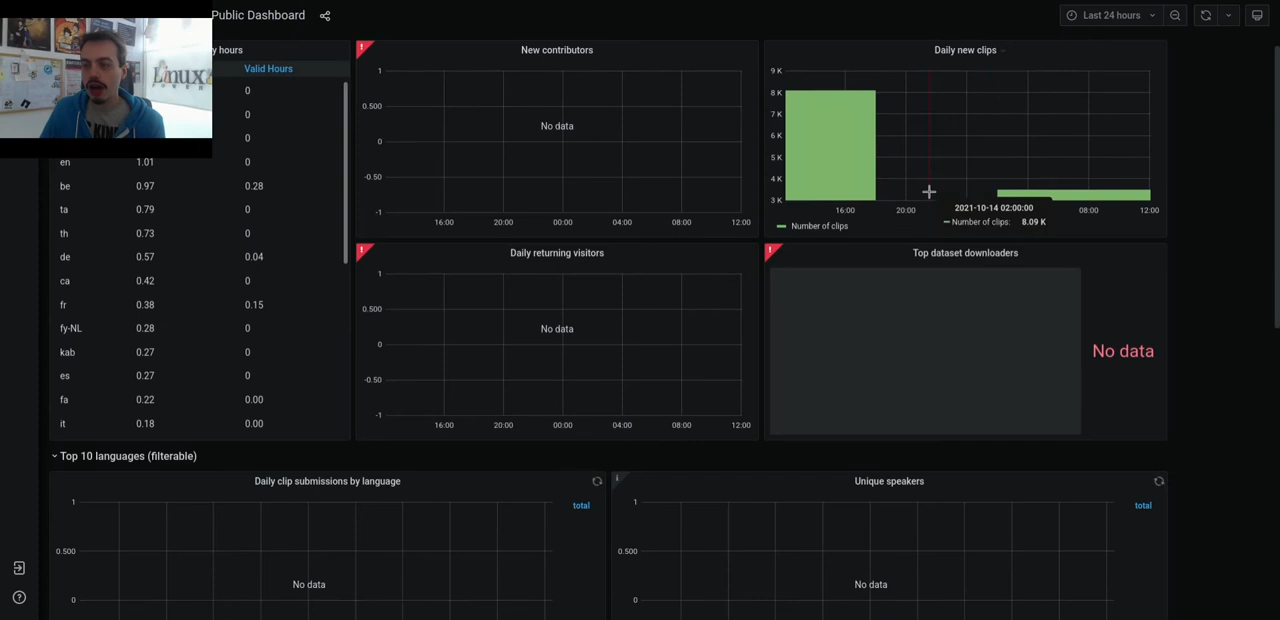 Public Dashboard
Last 24 hours
y hours
Valid Hours
0
0
0
en 1.01 0
be 0.97 0.28
ta 0.79 0
th 0.73 0
de 0.57 0.04
ca 0.42 0
fr 0.38 0.15
fy-NL 0.28 0
kab 0.27 0
es 0.27 0
fa 0.22 0.00
it 0.18 0.00
!
New contributors
1
0.500
0
-0.50
-1
No data
16:00 20:00 00:00 04:00 08:00 12:00
Daily new clips
9 K
8 K
7 K
6 K
5 K
4 K
3 K
16:00 20:00 08:00 12:00
2021-10-14 02:00:00
Number of clips: 8.09 K
Number of clips
!
Daily returning visitors
1
0.500
0
-0.50
-1
No data
16:00 20:00 00:00 04:00 08:00 12:00
!
Top dataset downloaders
No data
Top 10 languages (filterable)
Daily clip submissions by language
total
1
0.500
0
No data
i
Unique speakers
total
1
0.500
0
No data
Linux